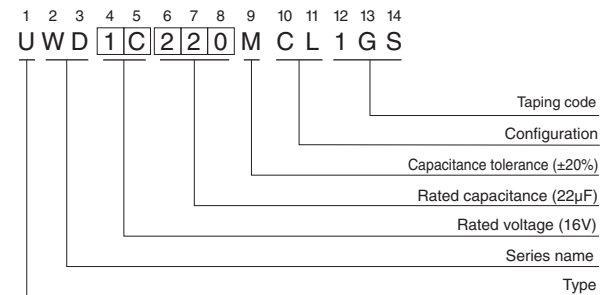 1 2 3 4 5 6 7 8 9 10 11 12 13 14
U W D 1 C 2 2 0 M C L 1 G S
Taping code
Configuration
Capacitance tolerance (±20%)
Rated capacitance (22µF)
Rated voltage (16V)
Series name
Type